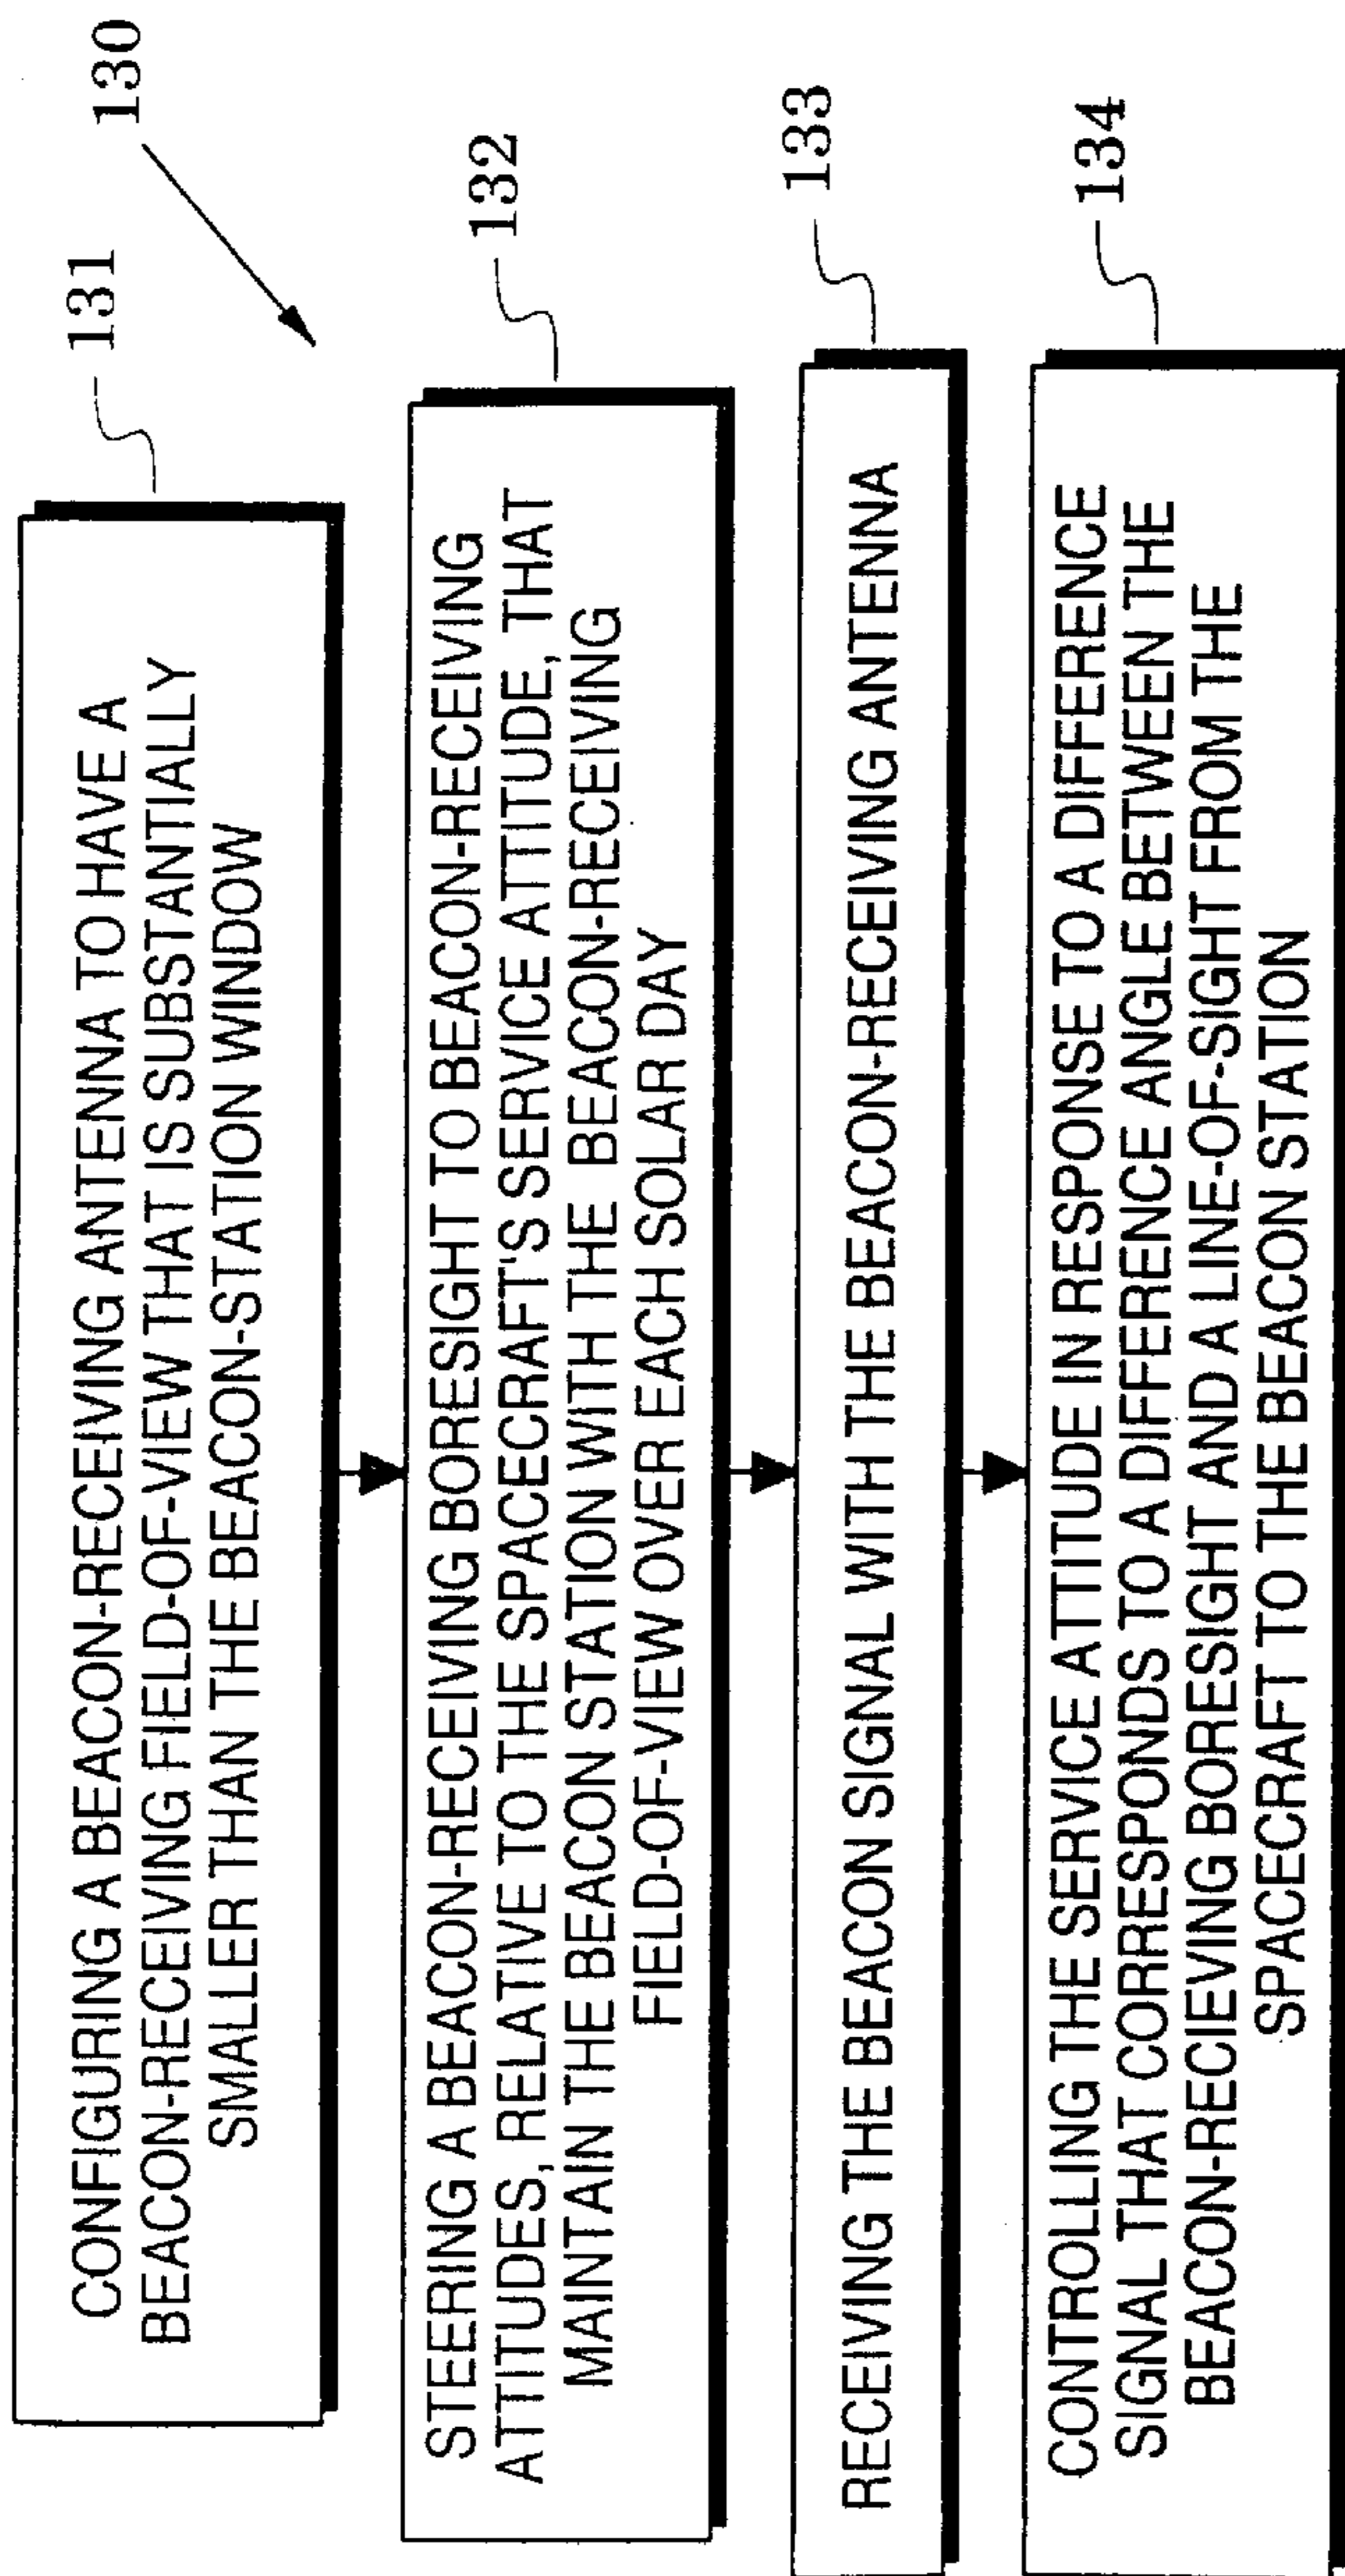 130
131
CONFIGURING A BEACON-RECEIVING ANTENNA TO HAVE A
BEACON-RECEIVING FIELD-OF-VIEW THAT IS SUBSTANTIALLY
SMALLER THAN THE BEACON-STATION WINDOW
132
STEERING A BEACON-RECEIVING BORESIGHT TO BEACON-RECEIVING
ATTITUDES, RELATIVE TO THE SPACECRAFT'S SERVICE ATTITUDE, THAT
MAINTAIN THE BEACON STATION WITH THE BEACON-RECEIVING
FIELD-OF-VIEW OVER EACH SOLAR DAY
133
RECEIVING THE BEACON SIGNAL WITH THE BEACON-RECEIVING ANTENNA
134
CONTROLLING THE SERVICE ATTITUDE IN RESPONSE TO A DIFFERENCE
SIGNAL THAT CORRESPONDS TO A DIFFERENCE ANGLE BETWEEN THE
BEACON-RECIEVING BORESIGHT AND A LINE-OF-SIGHT FROM THE
SPACECRAFT TO THE BEACON STATION